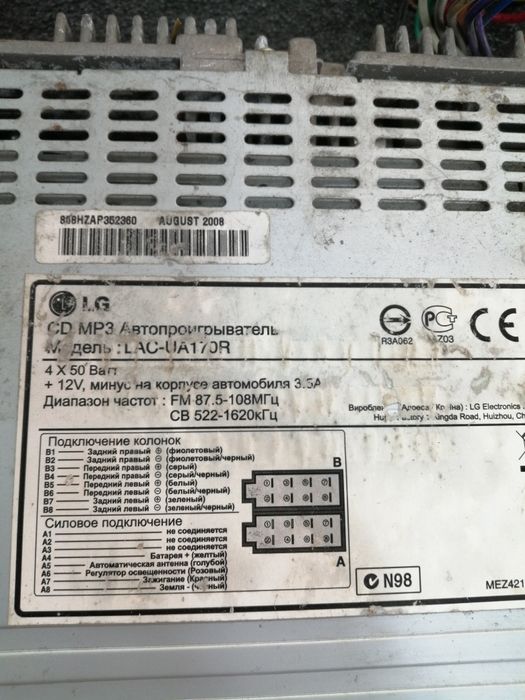 808HZAP352360 AUGUST 2008
LG
CD MP3 Автопроигрыватель
Модель : LAC-UA170R
4 X 50 Ватт
+ 12V, минус на корпусе автомобиля 3.5A
Диапазон частот : FM 87.5-108МГц
СВ 522-1620кГц
R3A062
Z03
CE
LG Electronics
Road, Huizhou,
Подключение колонок
B1 Задний правый ⊕ (фиолетовый)
B2 Задний правый ⊖ (фиолетовый/черный)
B3 Передний правый ⊕ (серый)
B4 Передний правый ⊖ (серый/черный)
B5 Передний левый ⊕ (белый)
B6 Передний левый ⊖ (белый/черный)
B7 Задний левый ⊕ (зеленый)
B8 Задний левый ⊖ (зеленый/черный)
B
Силовое подключение
A1 не соединяется
A2 не соединяется
A3 не соединяется
A4 Батарея + (желтый)
A5 Автоматическая антенна (голубой)
A6 Регулятор освещенности (Розовый)
A7 Зажигание (Красный)
A8 Земля -
A
N98
MEZ421